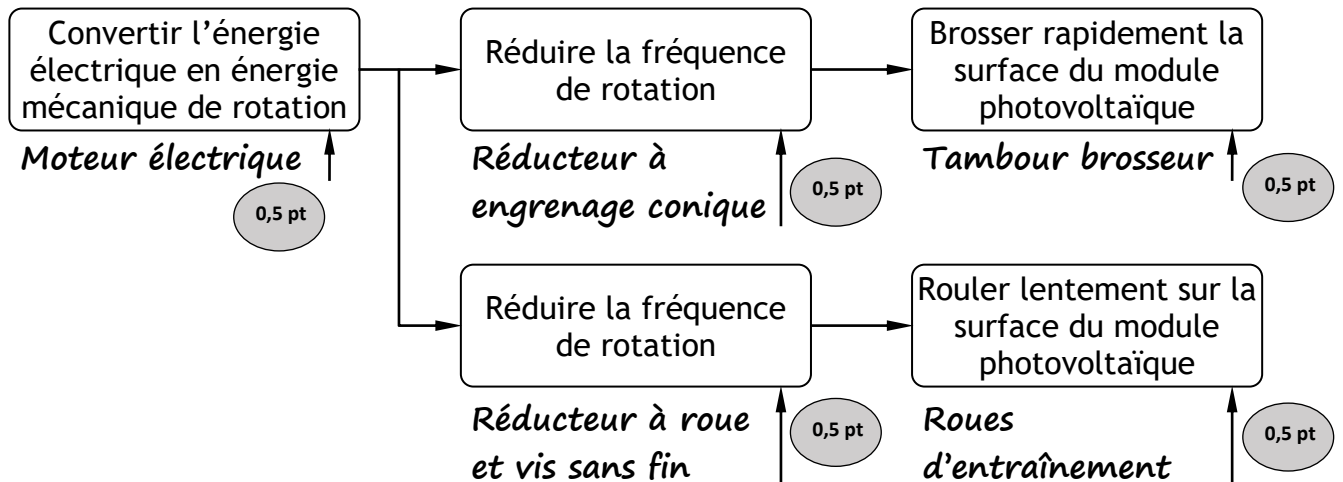 Convertir l'énergie
électrique en énergie
mécanique de rotation
Moteur électrique
0,5 pt
Réduire la fréquence
de rotation
Réducteur à
engrenage conique
0,5 pt
Brosser rapidement la
surface du module
photovoltaïque
Tambour brosseur
0,5 pt
Réduire la fréquence
de rotation
Réducteur à roue
et vis sans fin
0,5 pt
Rouler lentement sur la
surface du module
photovoltaïque
Roues
d'entraînement
0,5 pt